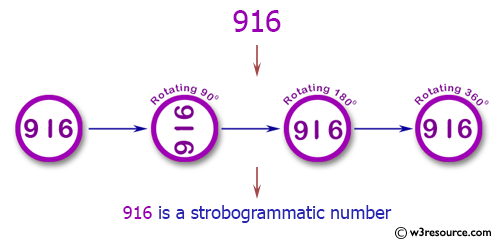 916
916
Rotating 90°
916
Rotating 180°
916
Rotating 360°
916
916 is a strobogrammatic number
© w3resource.com